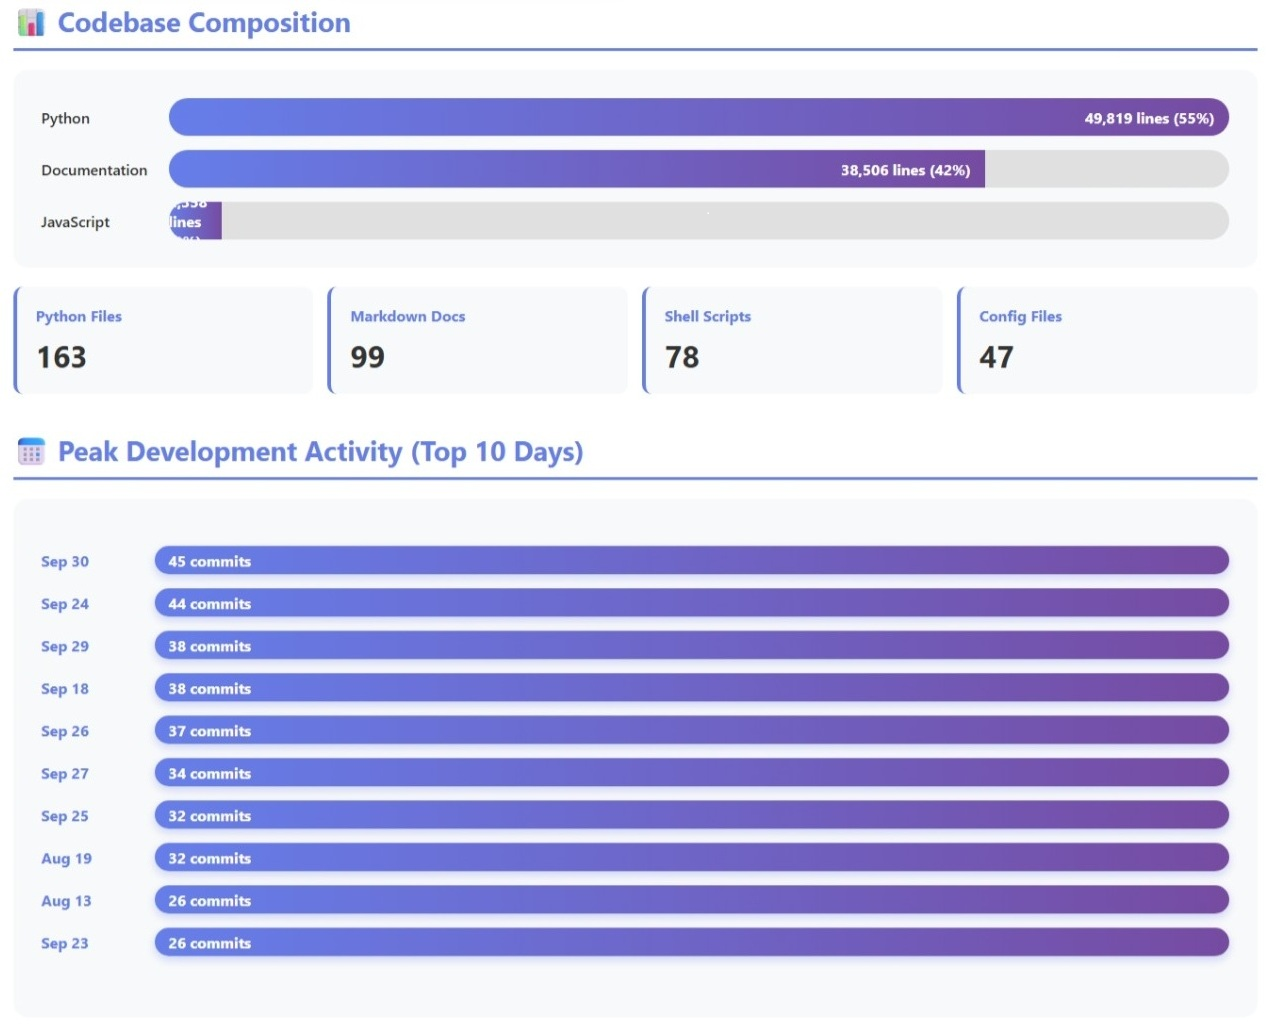 Codebase Composition
Python
49,819 lines (55%)
Documentation
38,506 lines (42%)
JavaScript
lines
Python Files
163
Markdown Docs
99
Shell Scripts
78
Config Files
47
Peak Development Activity (Top 10 Days)
Sep 30
45 commits
Sep 24
44 commits
Sep 29
38 commits
Sep 18
38 commits
Sep 26
37 commits
Sep 27
34 commits
Sep 25
32 commits
Aug 19
32 commits
Aug 13
26 commits
Sep 23
26 commits